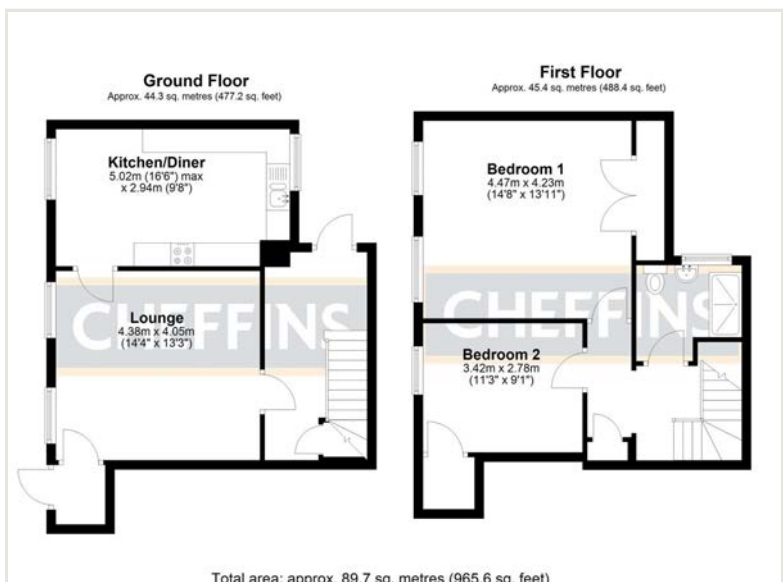 Ground Floor
Approx. 44.3 sq. metres (477.2 sq. feet)
Kitchen/Diner
5.02m (16'6") max
x 2.94m (9'8")
CHEFFINS
Lounge
4.38m x 4.05m
(14'4" x 13'3")
First Floor
Approx. 45.4 sq. metres (488.4 sq. feet)
Bedroom 1
4.47m x 4.23m
(14'8" x 13'11")
CHEFFINS
Bedroom 2
3.42m x 2.78m
(11'3" x 9'1")
Total area: approx. 89.7 sq. metres (965.6 sq. feet)